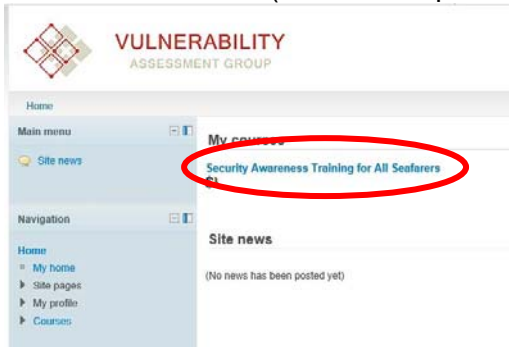 VULNERABILITY
ASSESSMENT GROUP
Home
Main menu
Site news
Navigation
Home
My home
Site pages
My profile
Courses
My courses
Security Awareness Training for All Seafarers
Site news
(No news has been posted yet)